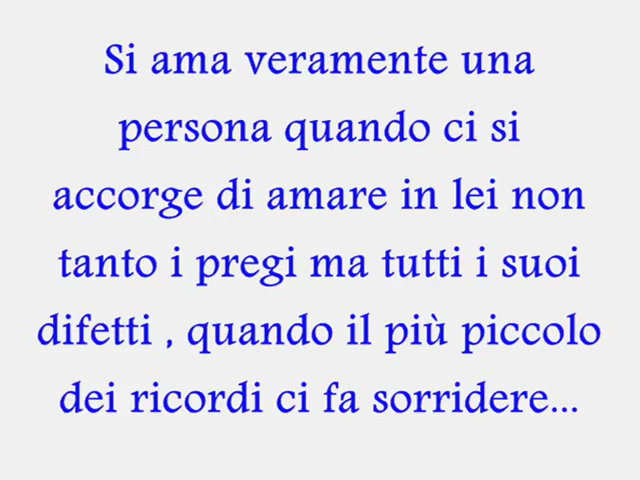 Si ama veramente una
persona quando ci si
accorge di amare in lei non
tanto i pregi ma tutti i suoi
difetti , quando il più piccolo
dei ricordi ci fa sorridere...